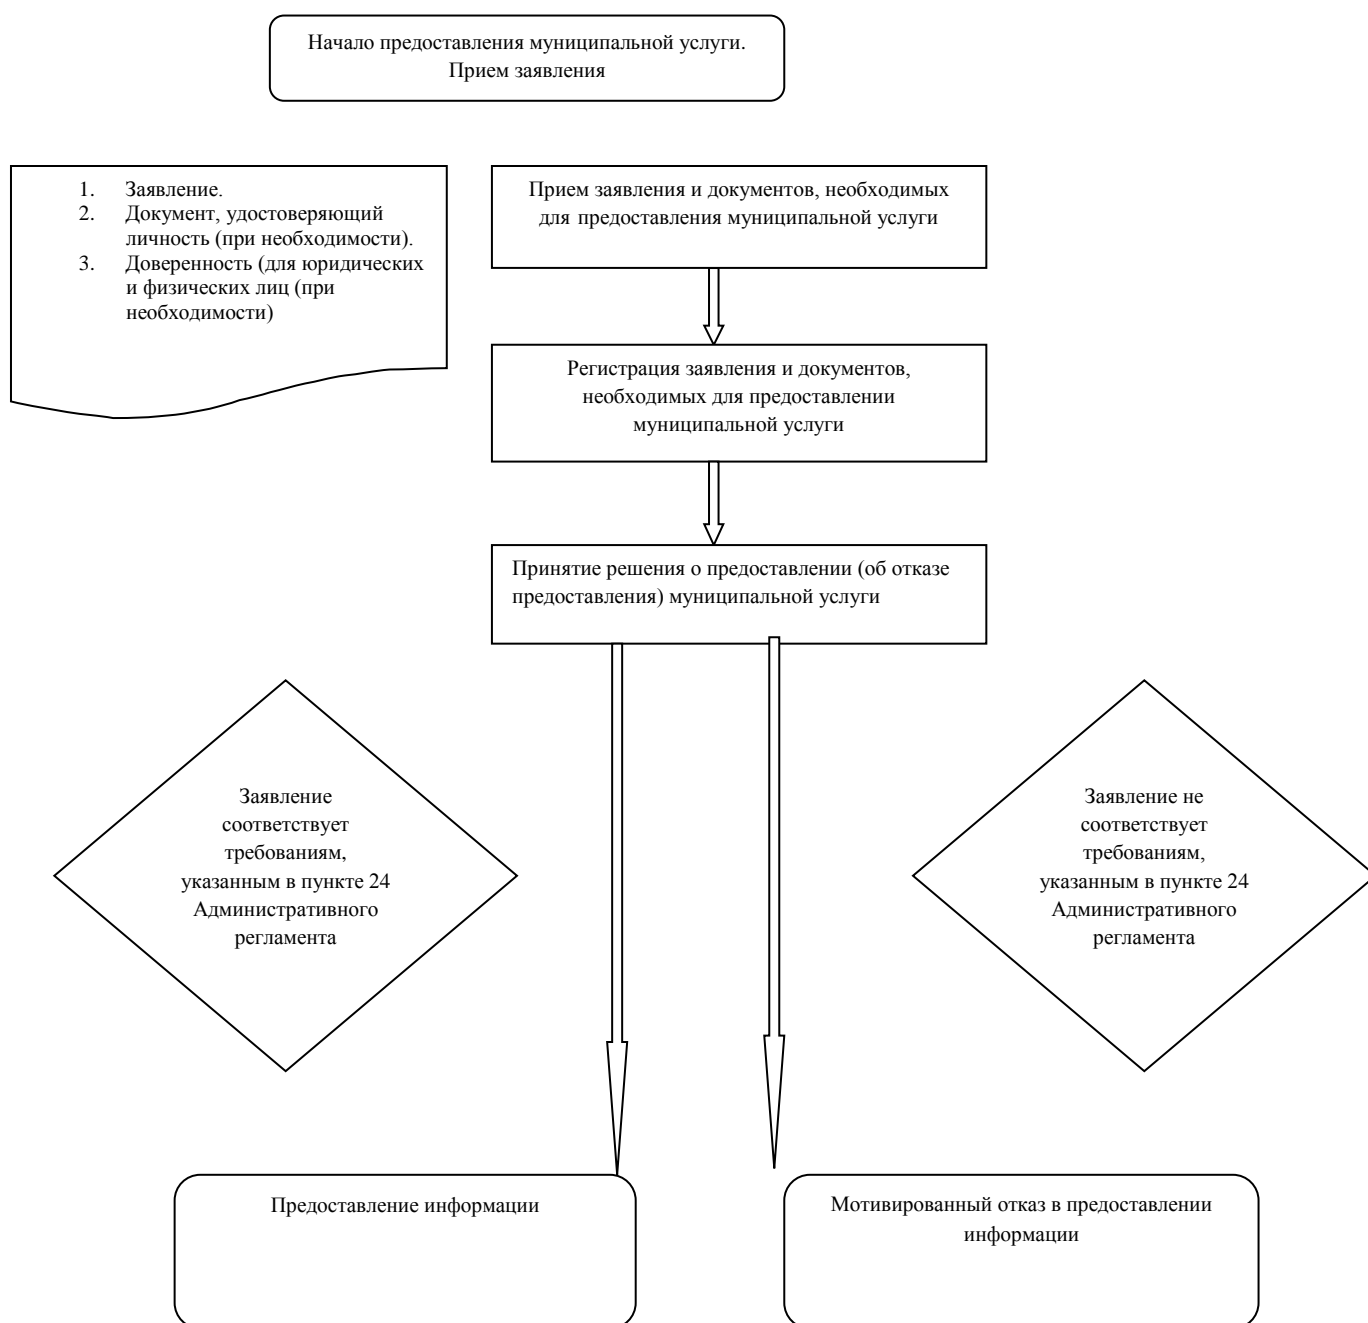 Начало предоставления муниципальной услуги.
Прием заявления
1. Заявление.
2. Документ, удостоверяющий
личность (при необходимости).
3. Доверенность (для юридических
и физических лиц (при
необходимости)
Прием заявления и документов, необходимых
для предоставления муниципальной услуги
Регистрация заявления и документов,
необходимых для предоставлении
муниципальной услуги
Принятие решения о предоставлении (об отказе
предоставления) муниципальной услуги
Заявление
соответствует
требованиям,
указанным в пункте 24
Административного
регламента
Заявление не
соответствует
требованиям,
указанным в пункте 24
Административного
регламента
Предоставление информации
Мотивированный отказ в предоставлении
информации